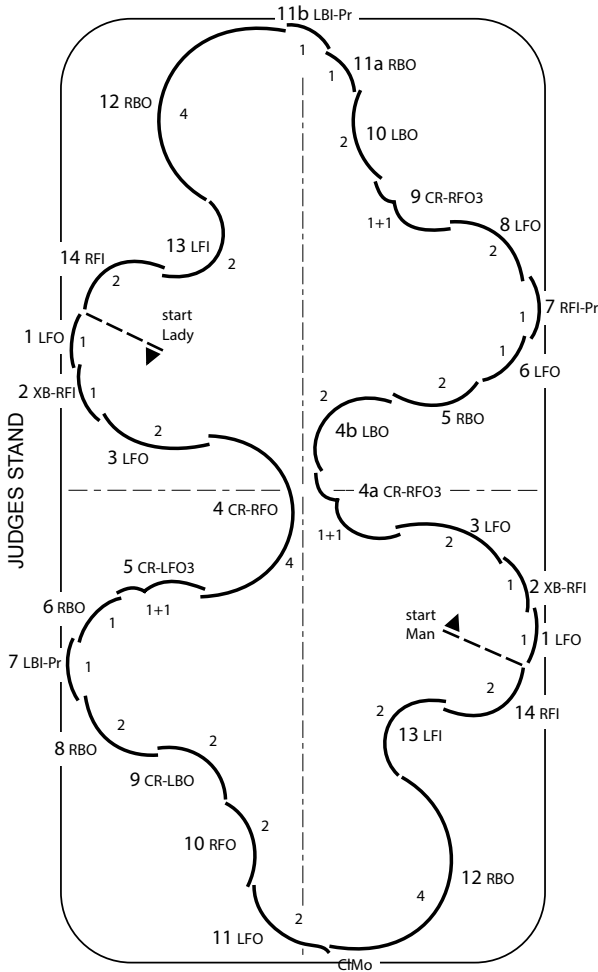 11b LBI-Pr
1
11a RBO
1
12 RBO
4
10 LBO
2
9 CR-RFO3
1+1
8 LFO
2
13 LFI
2
14 RFI
2
start
Lady
7 RFI-Pr
1
1 LFO
1
6 LFO
1
2 XB-RFI
1
5 RBO
2
2
4b LBO
3 LFO
2
JUDGES STAND
4a CR-RFO3
4 CR-RFO
4
1+1
3 LFO
2
5 CR-LFO3
1+1
2 XB-RFI
1
6 RBO
1
start
Man
1 LFO
1
7 LBI-Pr
1
14 RFI
2
13 LFI
2
8 RBO
2
9 CR-LBO
2
10 RFO
2
12 RBO
4
11 LFO
2
ClMo